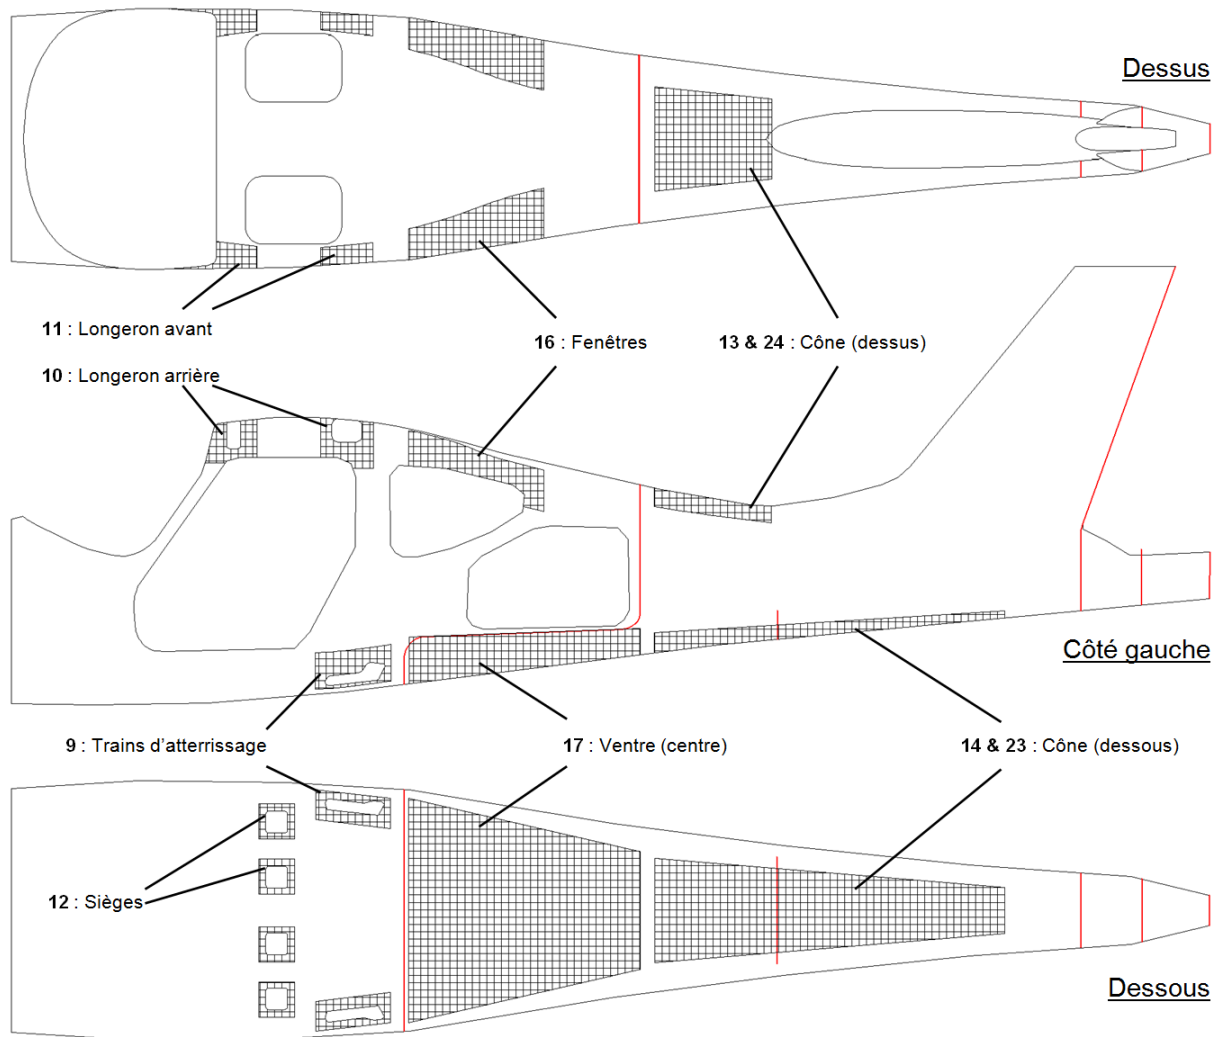 Dessus
11 : Longeron avant
16 : Fenêtres
13 & 24 : Cône (dessus)
10 : Longeron arrière
Côté gauche
9 : Trains d'atterrissage
17 : Ventre (centre)
14 & 23 : Cône (dessous)
12 : Sièges
Dessous